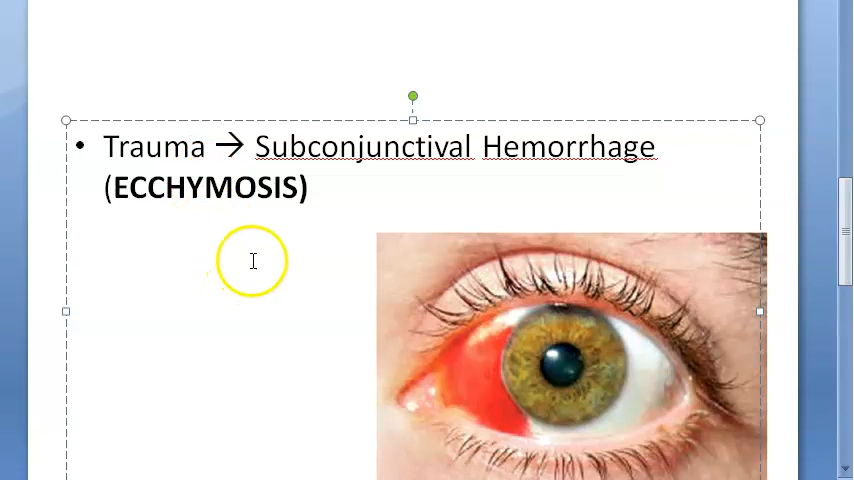 • Trauma → Subconjunctival Hemorrhage
(ECCHYMOSIS)